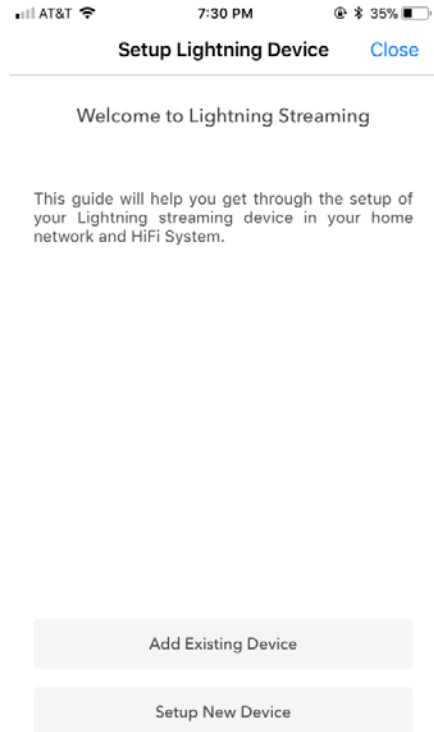 AT&T 7:30 PM 35%
Setup Lightning Device Close
Welcome to Lightning Streaming
This guide will help you get through the setup of
your Lightning streaming device in your home
network and HiFi System.
Add Existing Device
Setup New Device